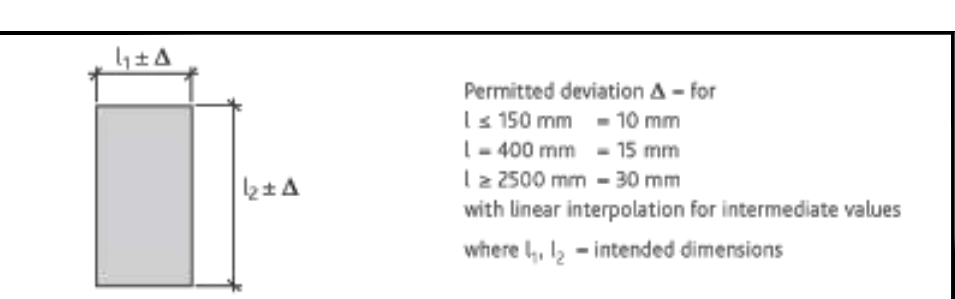 l₁ ± Δ
l₂ ± Δ
Permitted deviation Δ – for
l ≤ 150 mm = 10 mm
l = 400 mm = 15 mm
l ≥ 2500 mm = 30 mm
with linear interpolation for intermediate values
where l₁, l₂ = intended dimensions